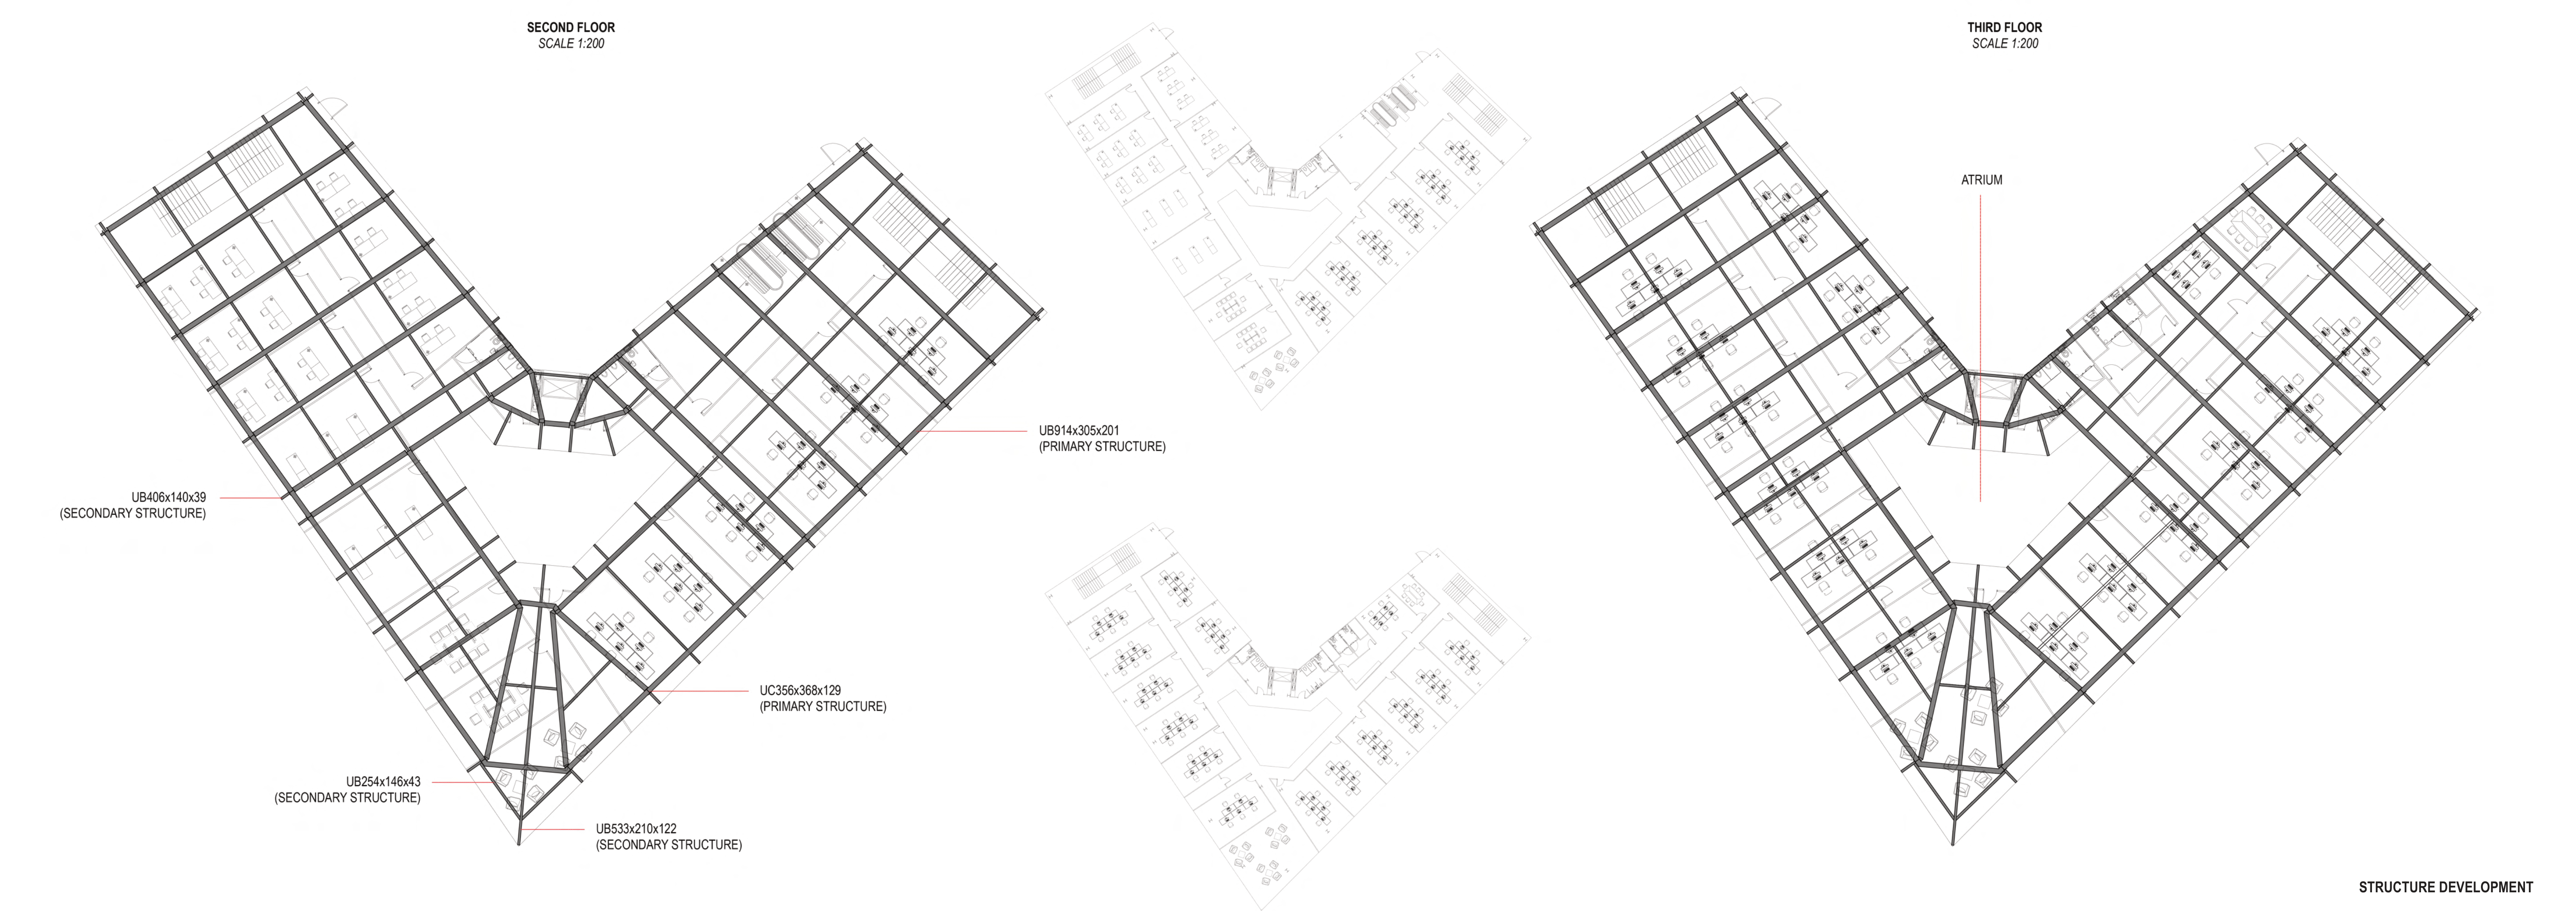 SECOND FLOOR
SCALE 1:200
THIRD FLOOR
SCALE 1:200
ATRIUM
UB914x305x201
(PRIMARY STRUCTURE)
UB406x140x39
(SECONDARY STRUCTURE)
UC356x368x129
(PRIMARY STRUCTURE)
UB254x146x43
(SECONDARY STRUCTURE)
UB533x210x122
(SECONDARY STRUCTURE)
STRUCTURE DEVELOPMENT